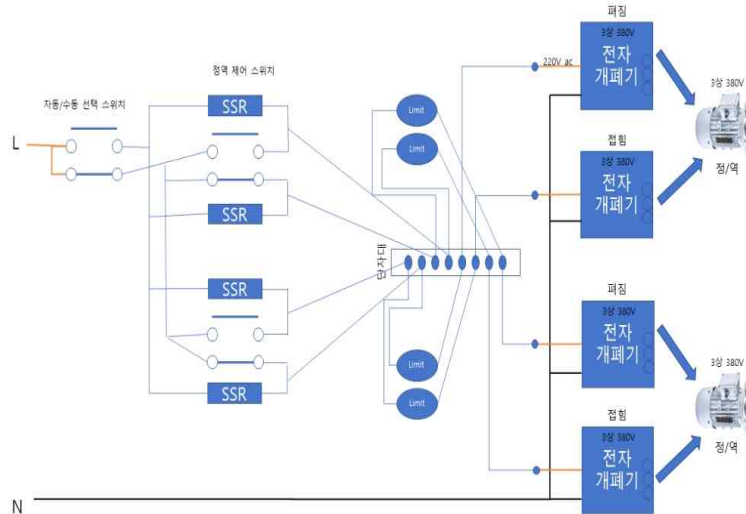 펴짐
3상 380V
전자
개폐기
220V ac
3상 380V
정/역
정역 제어 스위치
자동/수동 선택 스위치
SSR
L
Limit
Limit
접힘
3상 380V
전자
개폐기
SSR
단자대
SSR
펴짐
3상 380V
전자
개폐기
3상 380V
정/역
Limit
SSR
Limit
접힘
3상 380V
전자
개폐기
N